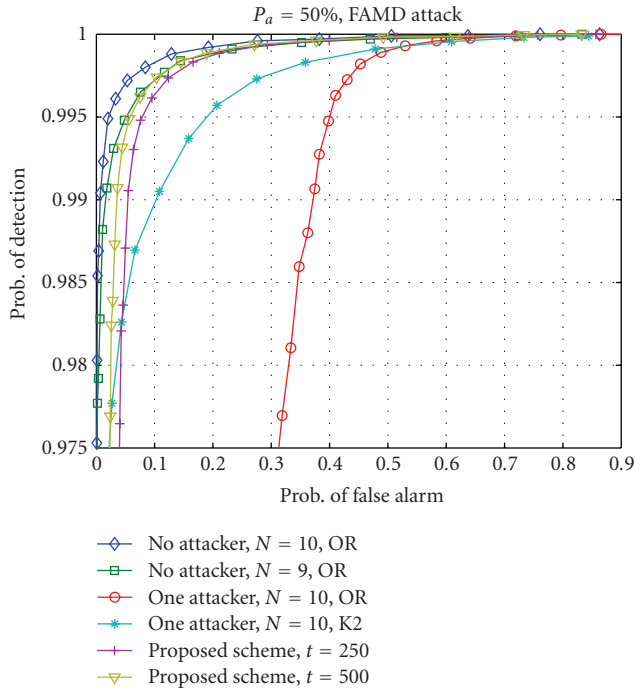 P_a = 50%, FAMD attack
Prob. of detection
1
0.995
0.99
0.985
0.98
0.975
0 0.1 0.2 0.3 0.4 0.5 0.6 0.7 0.8 0.9
Prob. of false alarm
No attacker, N = 10, OR
No attacker, N = 9, OR
One attacker, N = 10, OR
One attacker, N = 10, K2
Proposed scheme, t = 250
Proposed scheme, t = 500